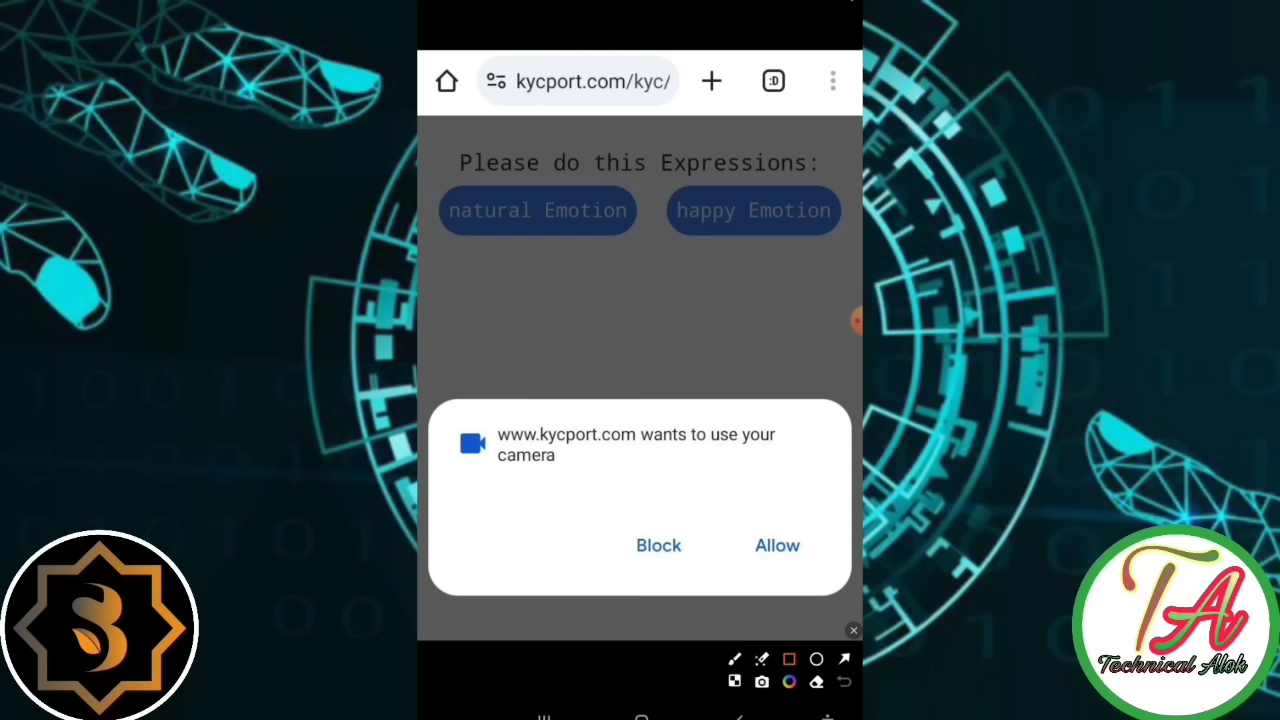 kycport.com/kyc/
:D
Please do this Expressions:
natural Emotion
happy Emotion
www.kycport.com wants to use your
camera
Block
Allow
TA
Technical Alok